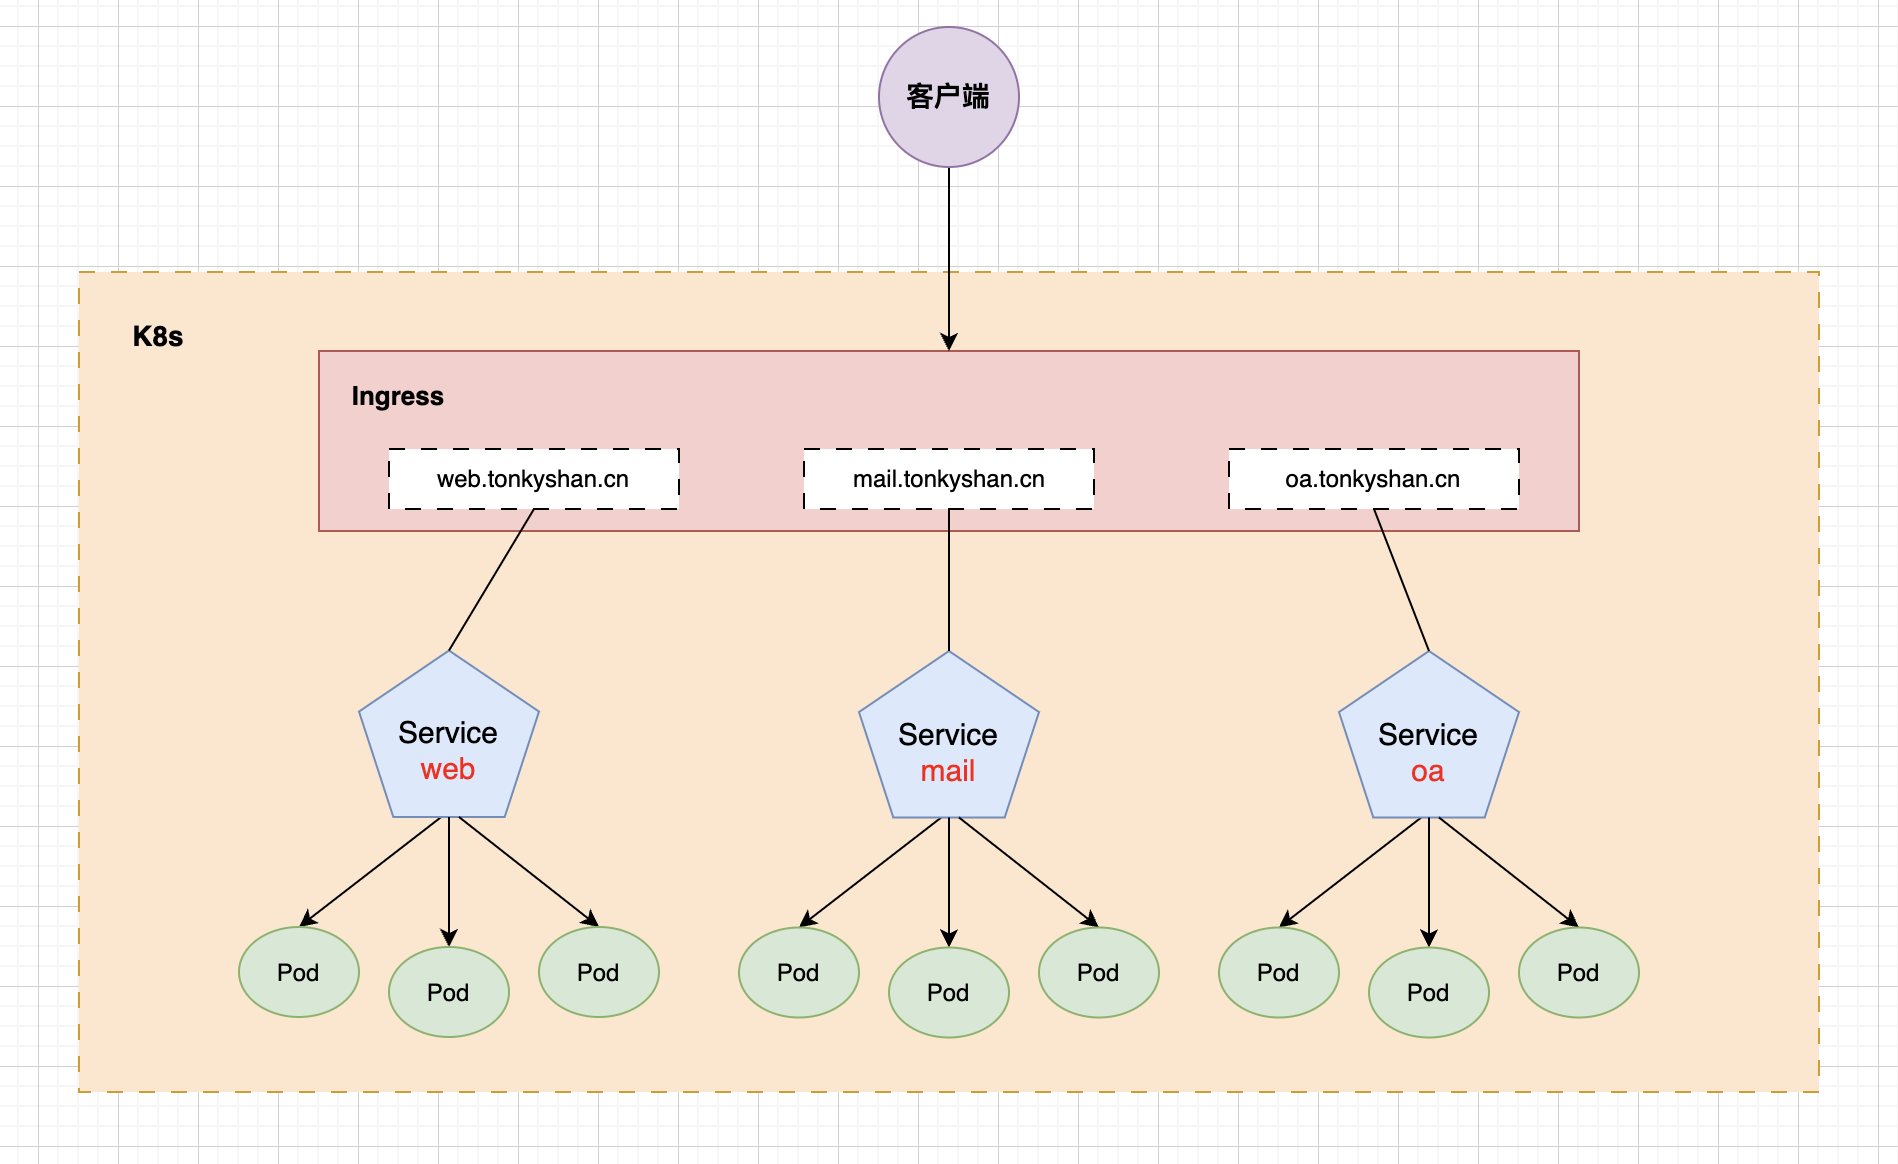 客户端
K8s
Ingress
web.tonkyshan.cn
mail.tonkyshan.cn
oa.tonkyshan.cn
Service
web
Service
mail
Service
oa
Pod
Pod
Pod
Pod
Pod
Pod
Pod
Pod
Pod